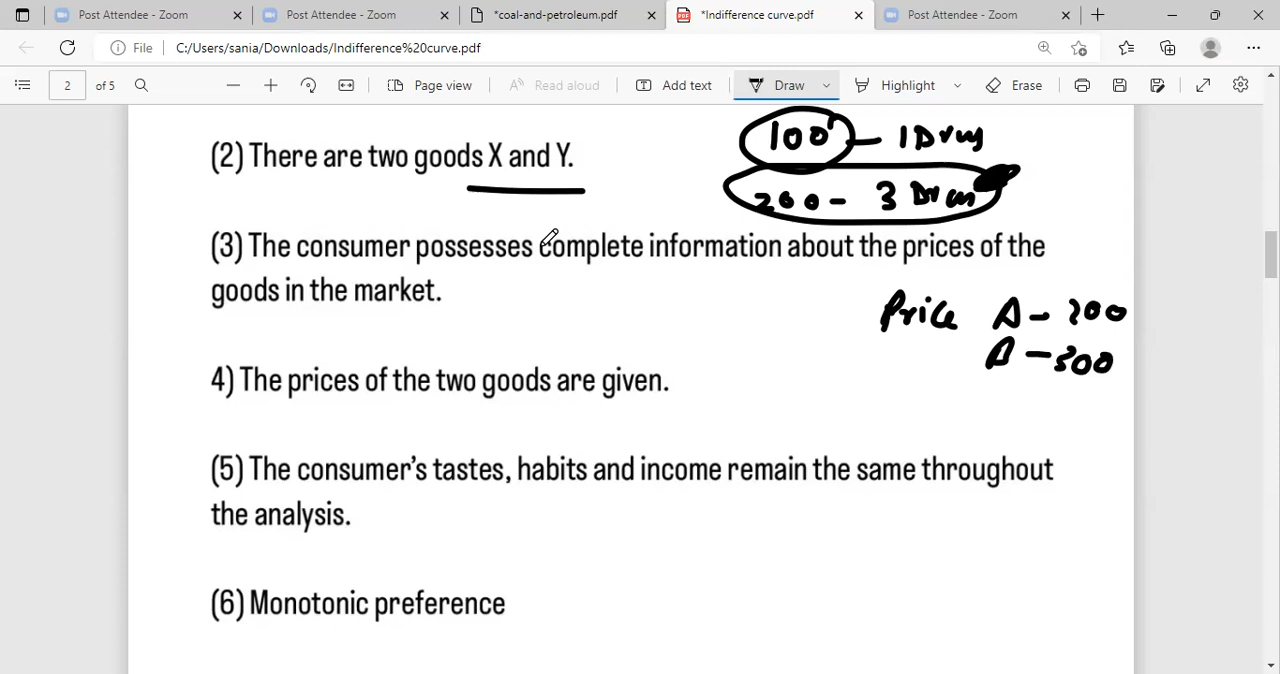 Post Attendee - Zoom
Post Attendee - Zoom
*coal-and-petroleum.pdf
*Indifference curve.pdf
Post Attendee - Zoom
File C:/Users/sania/Downloads/Indifference%20curve.pdf
2 of 5 Page view Read aloud Add text Draw Highlight Erase
100 - 1 Drum
(2) There are two goods X and Y.
200 - 3 Drum
(3) The consumer possesses complete information about the prices of the
goods in the market.
Price A - 200
A - 300
4) The prices of the two goods are given.
(5) The consumer's tastes, habits and income remain the same throughout
the analysis.
(6) Monotonic preference